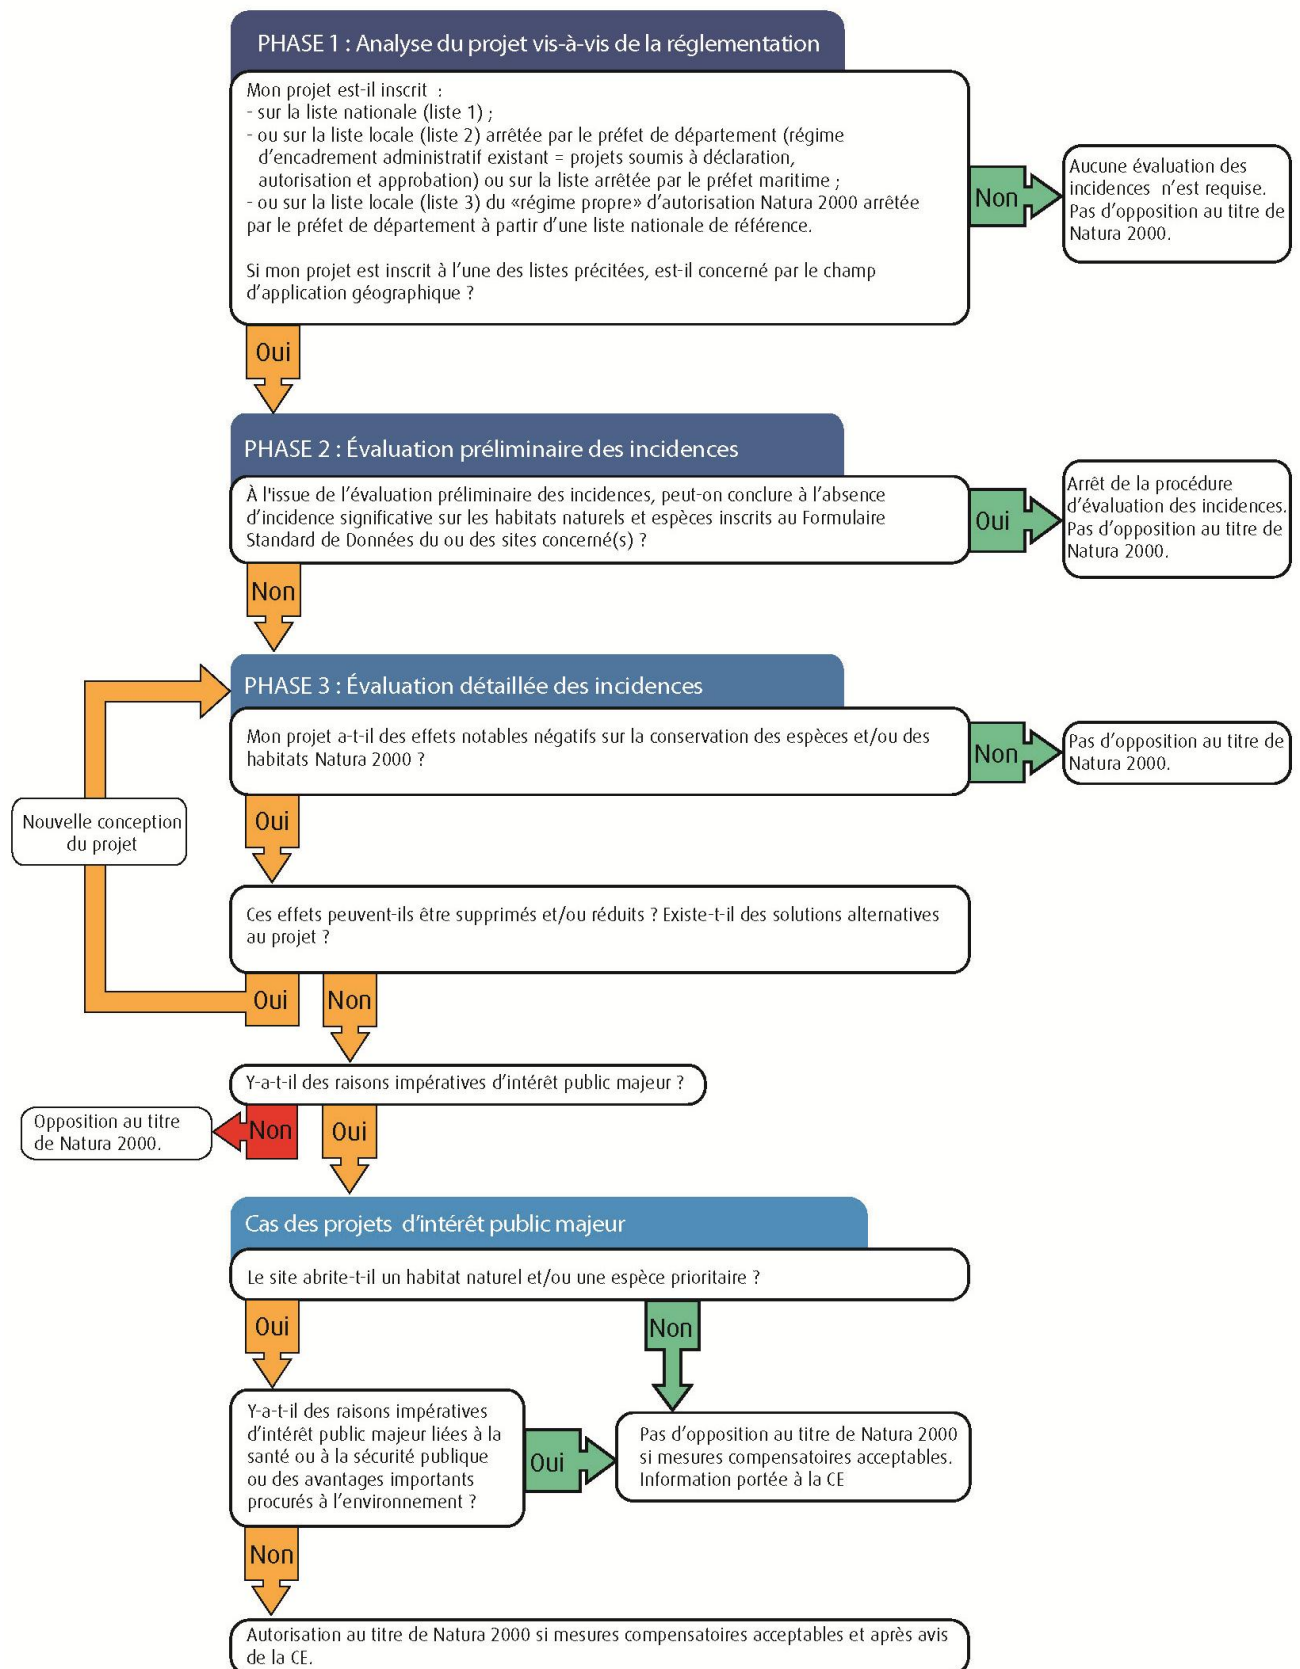 PHASE 1 : Analyse du projet vis-à-vis de la réglementation
Mon projet est-il inscrit :
- sur la liste nationale (liste 1) ;
- ou sur la liste locale (liste 2) arrêtée par le préfet de département (régime
d'encadrement administratif existant = projets soumis à déclaration,
autorisation et approbation) ou sur la liste arrêtée par le préfet maritime ;
- ou sur la liste locale (liste 3) du «régime propre» d'autorisation Natura 2000 arrêtée
par le préfet de département à partir d'une liste nationale de référence.
Si mon projet est inscrit à l'une des listes précitées, est-il concerné par le champ
d'application géographique ?
Non
Aucune évaluation des
incidences n'est requise.
Pas d'opposition au titre de
Natura 2000.
Oui
PHASE 2 : Évaluation préliminaire des incidences
À l'issue de l'évaluation préliminaire des incidences, peut-on conclure à l'absence
d'incidence significative sur les habitats naturels et espèces inscrits au Formulaire
Standard de Données du ou des sites concerné(s) ?
Oui
Arrêt de la procédure
d'évaluation des incidences.
Pas d'opposition au titre de
Natura 2000.
Non
PHASE 3 : Évaluation détaillée des incidences
Mon projet a-t-il des effets notables négatifs sur la conservation des espèces et/ou des
habitats Natura 2000 ?
Non
Pas d'opposition au titre de
Natura 2000.
Nouvelle conception
du projet
Oui
Ces effets peuvent-ils être supprimés et/ou réduits ? Existe-t-il des solutions alternatives
au projet ?
Oui
Non
Y-a-t-il des raisons impératives d'intérêt public majeur ?
Opposition au titre
de Natura 2000.
Non
Oui
Cas des projets d'intérêt public majeur
Le site abrite-t-il un habitat naturel et/ou une espèce prioritaire ?
Oui
Non
Y-a-t-il des raisons impératives
d'intérêt public majeur liées à la
santé ou à la sécurité publique
ou des avantages importants
procurés à l'environnement ?
Oui
Pas d'opposition au titre de Natura 2000
si mesures compensatoires acceptables.
Information portée à la CE
Non
Autorisation au titre de Natura 2000 si mesures compensatoires acceptables et après avis
de la CE.